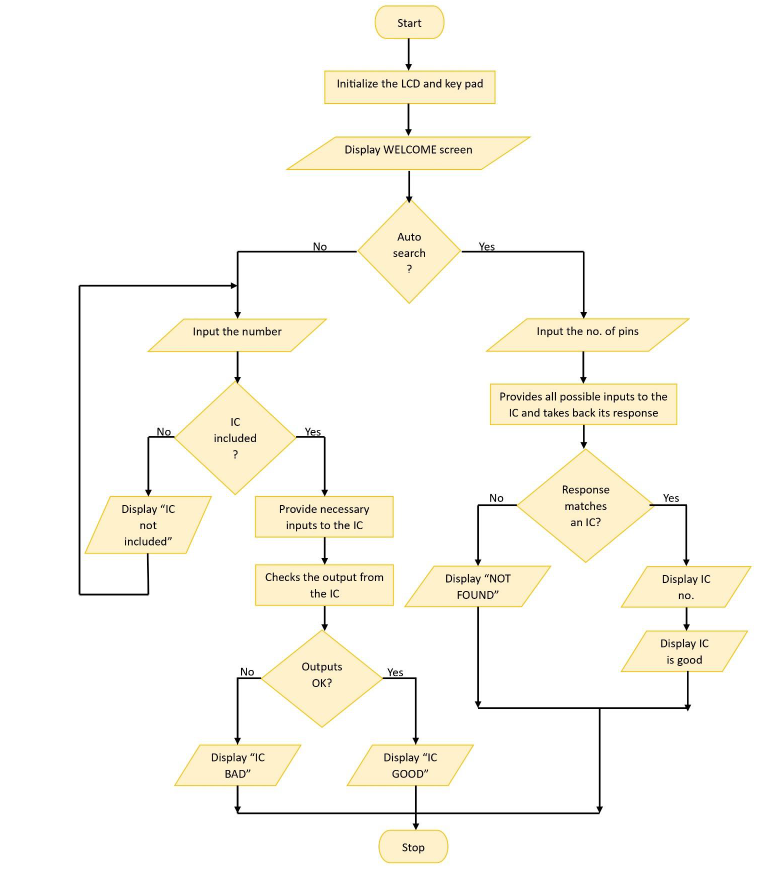 Start
Initialize the LCD and key pad
Display WELCOME screen
Auto
search
?
No
Yes
Input the number
Input the no. of pins
IC
included
?
No
Yes
Provides all possible inputs to the
IC and takes back its response
Response
matches
an IC?
No
Yes
Display “IC
not
included”
Provide necessary
inputs to the IC
Checks the output from
the IC
Display “NOT
FOUND”
Display IC
no.
Display IC
is good
Outputs
OK?
No
Yes
Display “IC
BAD”
Display “IC
GOOD”
Stop